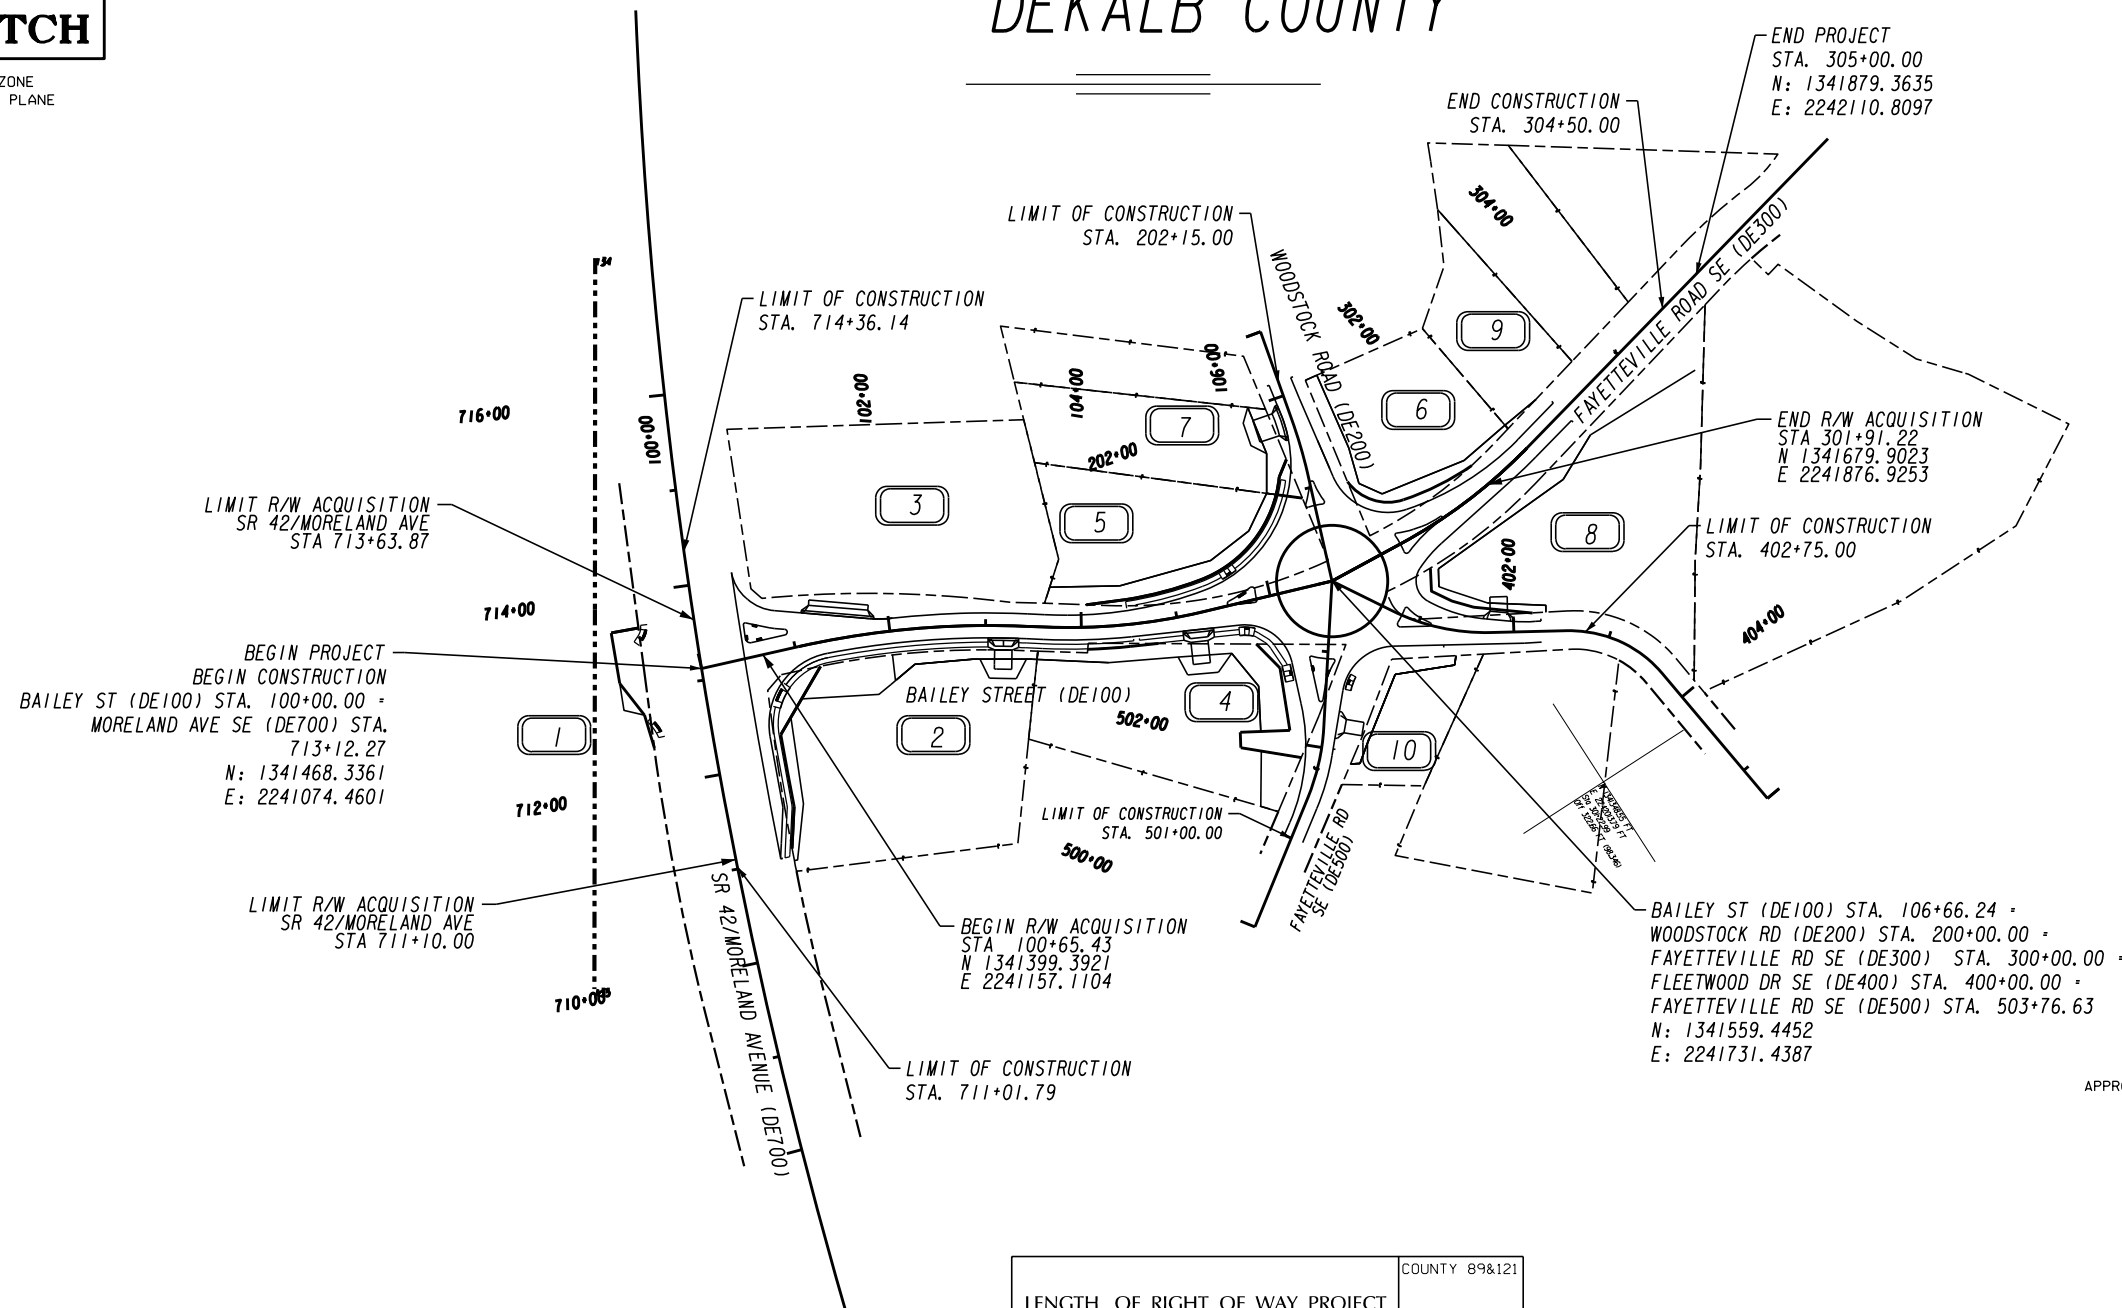 TCH
ZONE
PLANE
DEKALB COUNTY
END PROJECT
STA. 305+00.00
N: 1341879.3635
E: 2242110.8097
END CONSTRUCTION
STA. 304+50.00
LIMIT OF CONSTRUCTION
STA. 202+15.00
304+00
WOODSTOCK ROAD (DE200)
FAYETTEVILLE ROAD SE (DE300)
LIMIT OF CONSTRUCTION
STA. 714+36.14
302+00
9
716+00
100+00
102+00
104+00
106+00
7
6
202+00
END R/W ACQUISITION
STA 301+91.22
N 1341679.9023
E 2241876.9253
LIMIT R/W ACQUISITION
SR 42/MORELAND AVE
STA 713+63.87
3
5
8
402+00
LIMIT OF CONSTRUCTION
STA. 402+75.00
714+00
404+00
BEGIN PROJECT
BEGIN CONSTRUCTION
BAILEY ST (DE100) STA. 100+00.00 =
MORELAND AVE SE (DE700) STA.
713+12.27
N: 1341468.3361
E: 2241074.4601
1
2
BAILEY STREET (DE100)
4
502+00
10
712+00
LIMIT OF CONSTRUCTION
STA. 501+00.00
500+00
FAYETTEVILLE RD
SE (DE500)
LIMIT R/W ACQUISITION
SR 42/MORELAND AVE
STA 711+10.00
710+00
SR 42/MORELAND AVENUE (DE700)
BEGIN R/W ACQUISITION
STA 100+65.43
N 1341399.3921
E 2241157.1104
BAILEY ST (DE100) STA. 106+66.24 =
WOODSTOCK RD (DE200) STA. 200+00.00 =
FAYETTEVILLE RD SE (DE300) STA. 300+00.00 =
FLEETWOOD DR SE (DE400) STA. 400+00.00 =
FAYETTEVILLE RD SE (DE500) STA. 503+76.63
N: 1341559.4452
E: 2241731.4387
LIMIT OF CONSTRUCTION
STA. 711+01.79
APPR
COUNTY 89&121
LENGTH OF RIGHT OF WAY PROJECT